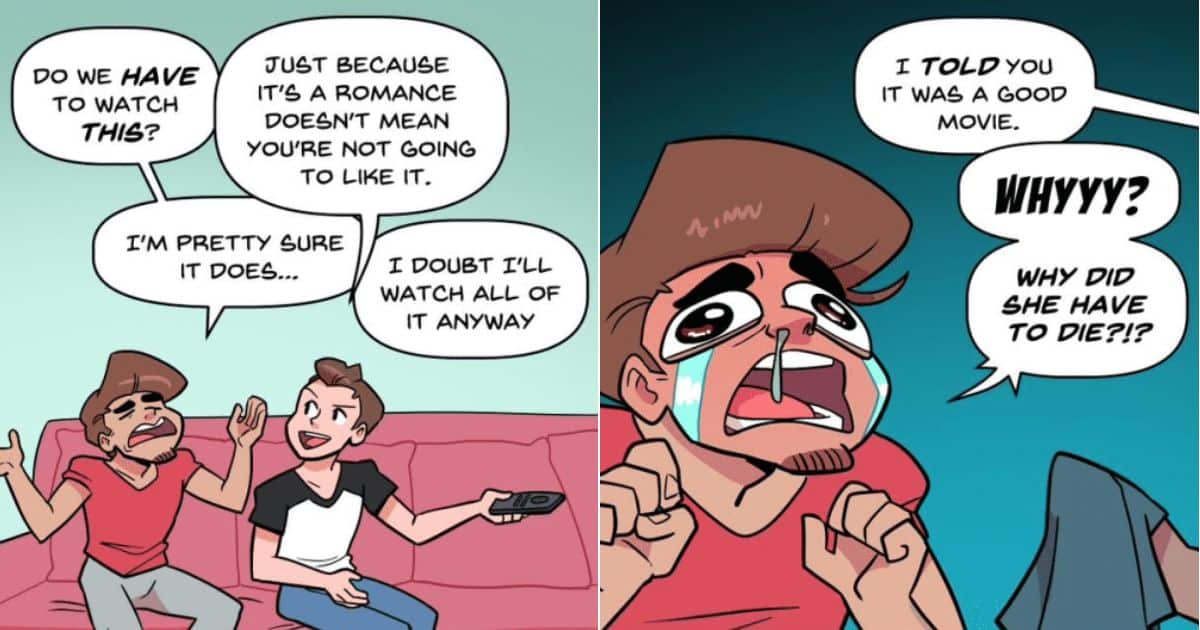 DO WE HAVE
TO WATCH
THIS?
JUST BECAUSE
IT'S A ROMANCE
DOESN'T MEAN
YOU'RE NOT GOING
TO LIKE IT.
I'M PRETTY SURE
IT DOES...
I DOUBT I'LL
WATCH ALL OF
IT ANYWAY
I TOLD YOU
IT WAS A GOOD
MOVIE.
WHYYY?
WHY DID
SHE HAVE
TO DIE?!?